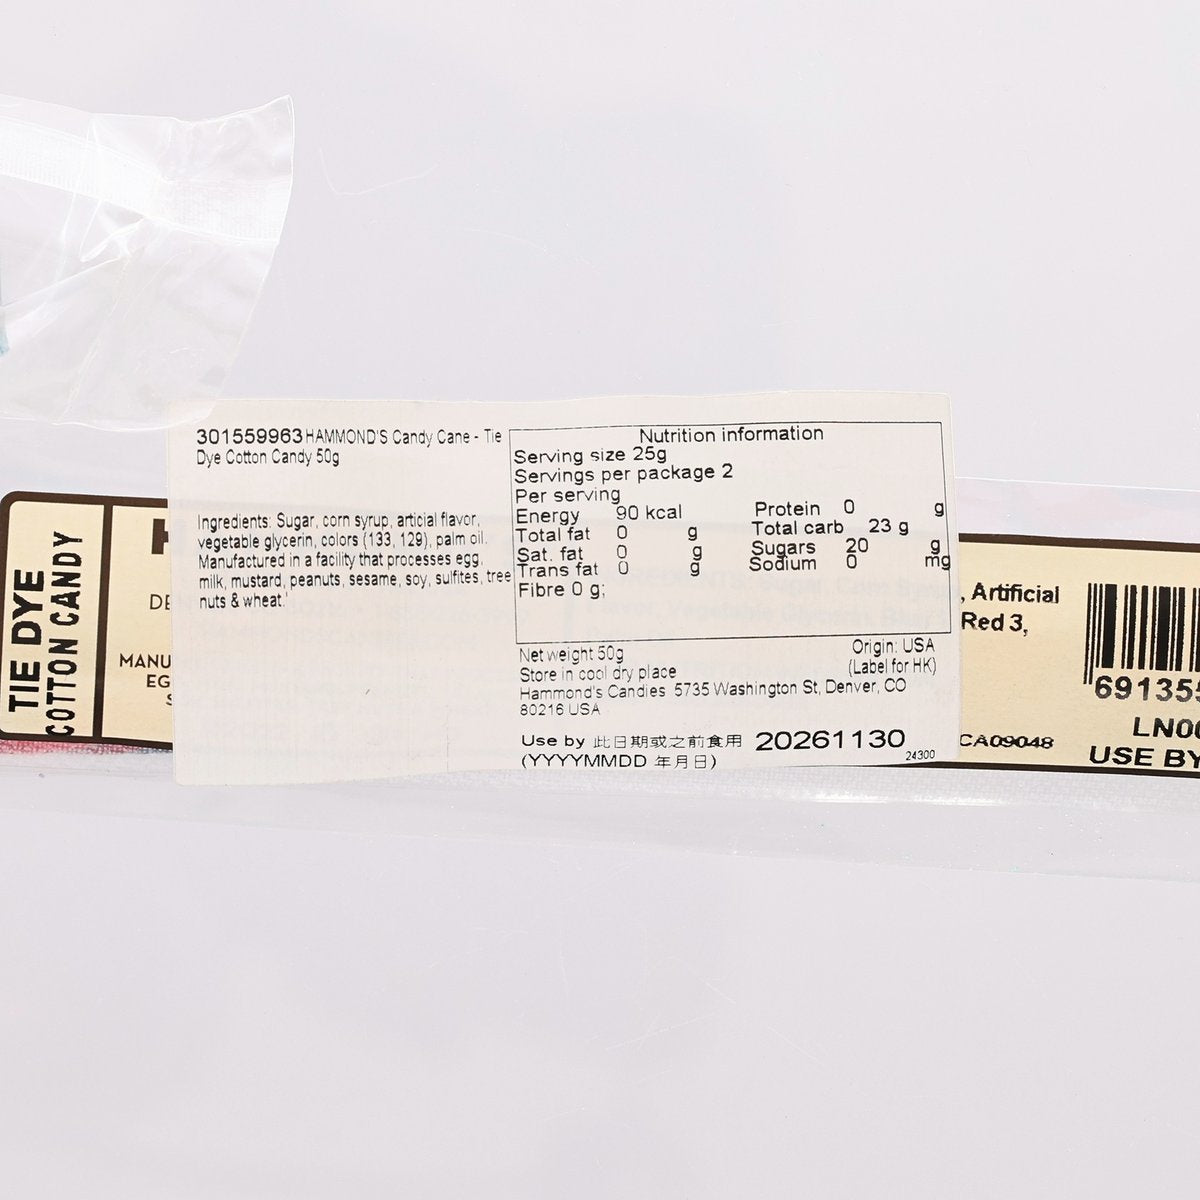 TIE DYE
COTTON CANDY
MANU
EG
301559963 HAMMOND'S Candy Cane - Tie
Dye Cotton Candy 50g
Ingredients: Sugar, corn syrup, articial flavor,
vegetable glycerin, colors (133, 129), palm oil.
Manufactured in a facility that processes egg,
milk, mustard, peanuts, sesame, soy, sulfites, tree
nuts & wheat
Nutrition information
Serving size 25g
Servings per package 2
Per serving
Energy 90 kcal Protein 0 g
Total fat 0 g Total carb 23 g
Sat. fat 0 g Sugars 20 g
Trans fat 0 g Sodium 0 mg
Fibre 0 g;
Net weight 50g Origin: USA
Store in cool dry place (Label for HK)
Hammond's Candies 5735 Washington St, Denver, CO
80216 USA
Use by 此日期或之前食用 20261130
(YYYYMMDD 年月日) 24300
, Artificial
Red 3,
CA09048
69135
LN00
USE BY